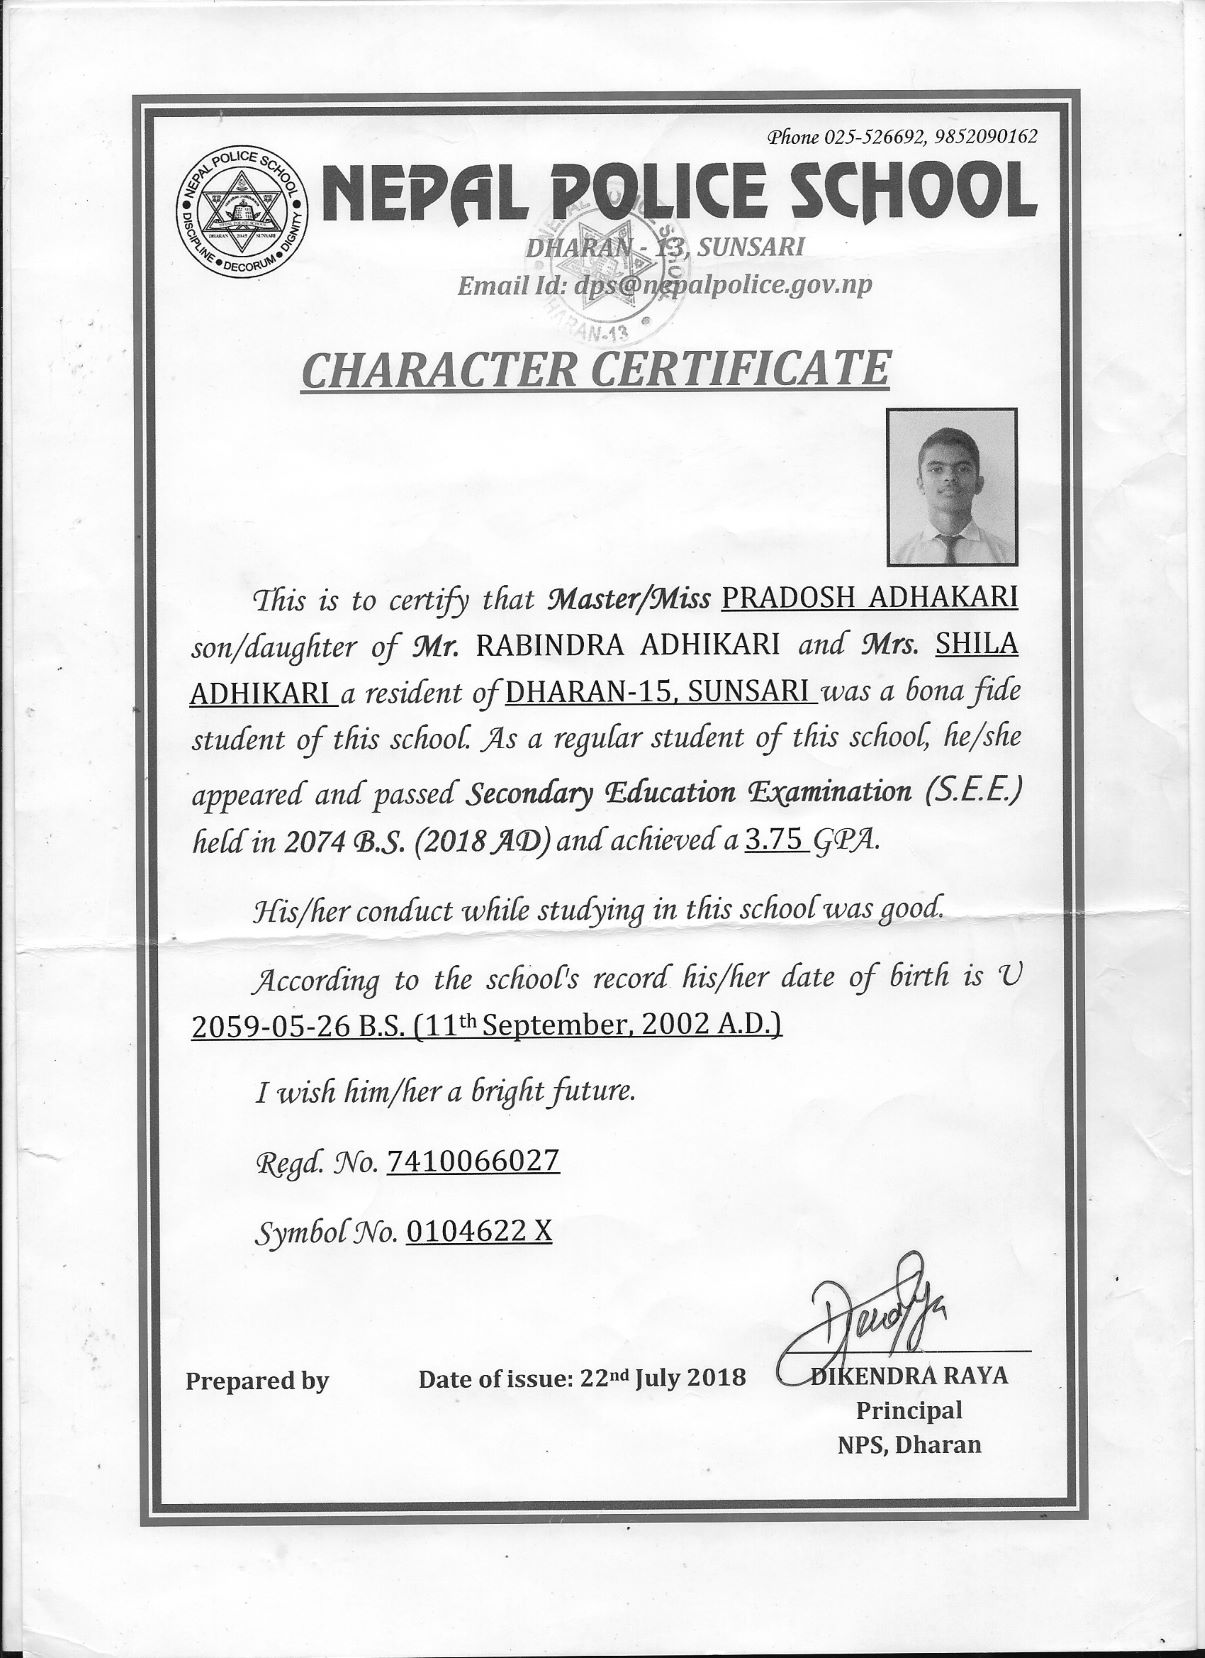 Phone 025-526692, 9852090162
NEPAL POLICE SCHOOL
NEPAL POLICE SCHOOL
DISCIPLINE ● DECORUM ● DIGNITY
DHARAN 2049 SUNSARI
DHARAN - 13, SUNSARI
Email Id: dps@nepalpolice.gov.np
DHARAN-13
CHARACTER CERTIFICATE
This is to certify that Master/Miss PRADOSH ADHAKARI
son/daughter of Mr. RABINDRA ADHIKARI and Mrs. SHILA
ADHIKARI a resident of DHARAN-15, SUNSARI was a bona fide
student of this school. As a regular student of this school, he/she
appeared and passed Secondary Education Examination (S.E.E.)
held in 2074 B.S. (2018 AD) and achieved a 3.75 GPA.
His/her conduct while studying in this school was good.
According to the school's record his/her date of birth is U
2059-05-26 B.S. (11th September, 2002 A.D.)
I wish him/her a bright future.
Regd. No. 7410066027
Symbol No. 0104622 X
Prepared by
Date of issue: 22nd July 2018
DIKENDRA RAYA
Principal
NPS, Dharan